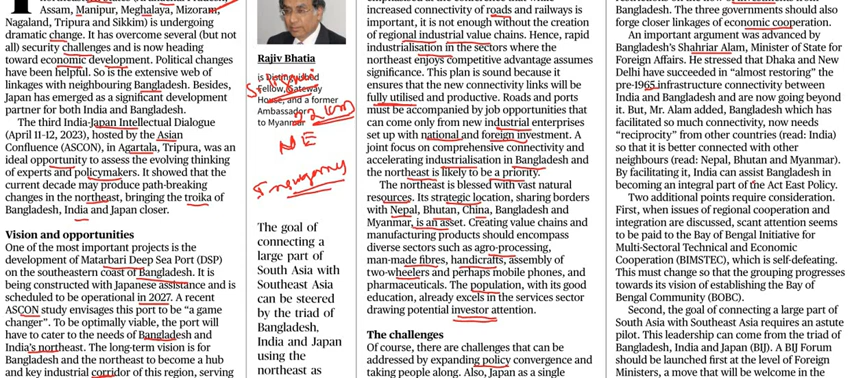 Assam, Manipur, Meghalaya, Mizoram,
Nagaland, Tripura and Sikkim) is undergoing
dramatic change. It has overcome several (but not
all) security challenges and is now heading
toward economic development. Political changes
have been helpful. So is the extensive web of
linkages with neighbouring Bangladesh. Besides,
Japan has emerged as a significant development
partner for both India and Bangladesh.
The third India-Japan Intellectual Dialogue
(April 11-12, 2023), hosted by the Asian
Confluence (ASCON), in Agartala, Tripura, was an
ideal opportunity to assess the evolving thinking
of experts and policymakers. It showed that the
current decade may produce path-breaking
changes in the northeast, bringing the troika of
Bangladesh, India and Japan closer.
Vision and opportunities
One of the most important projects is the
development of Matarbari Deep Sea Port (DSP)
on the southeastern coast of Bangladesh. It is
being constructed with Japanese assistance and is
scheduled to be operational in 2027. A recent
ASCON study envisages this port to be "a game
changer". To be optimally viable, the port will
have to cater to the needs of Bangladesh and
India's northeast. The long-term vision is for
Bangladesh and the northeast to become a hub
and key industrial corridor of this region, serving
Rajiv Bhatia
is Distinguished
Fellow, Gateway
House, and a former
Ambassador
to Myanmar
NE
The goal of
connecting a
large part of
South Asia with
Southeast Asia
can be steered
by the triad of
Bangladesh,
India and Japan
using the
northeast as
increased connectivity of roads and railways is
important, it is not enough without the creation
of regional industrial value chains. Hence, rapid
industrialisation in the sectors where the
northeast enjoys competitive advantage assumes
significance. This plan is sound because it
ensures that the new connectivity links will be
fully utilised and productive. Roads and ports
must be accompanied by job opportunities that
can come only from new industrial enterprises
set up with national and foreign investment. A
joint focus on comprehensive connectivity and
accelerating industrialisation in Bangladesh and
the northeast is likely to be a priority.
The northeast is blessed with vast natural
resources. Its strategic location, sharing borders
with Nepal, Bhutan, China, Bangladesh and
Myanmar, is an asset. Creating value chains and
manufacturing products should encompass
diverse sectors such as agro-processing,
man-made fibres, handicrafts, assembly of
two-wheelers and perhaps mobile phones, and
pharmaceuticals. The population, with its good
education, already excels in the services sector
drawing potential investor attention.
The challenges
Of course, there are challenges that can be
addressed by expanding policy convergence and
taking people along. Also, Japan as a single
Bangladesh. The three governments should also
forge closer linkages of economic cooperation.
An important argument was advanced by
Bangladesh's Shahriar Alam, Minister of State for
Foreign Affairs. He stressed that Dhaka and New
Delhi have succeeded in "almost restoring" the
pre-1965 infrastructure connectivity between
India and Bangladesh and are now going beyond
it. But, Mr. Alam added, Bangladesh which has
facilitated so much connectivity, now needs
"reciprocity" from other countries (read: India)
so that it is better connected with other
neighbours (read: Nepal, Bhutan and Myanmar).
By facilitating it, India can assist Bangladesh in
becoming an integral part of the Act East Policy.
Two additional points require consideration.
First, when issues of regional cooperation and
integration are discussed, scant attention seems
to be paid to the Bay of Bengal Initiative for
Multi-Sectoral Technical and Economic
Cooperation (BIMSTEC), which is self-defeating.
This must change so that the grouping progresses
towards its vision of establishing the Bay of
Bengal Community (BOBC).
Second, the goal of connecting a large part of
South Asia with Southeast Asia requires an astute
pilot. This leadership can come from the triad of
Bangladesh, India and Japan (BIJ). A BIJ Forum
should be launched first at the level of Foreign
Ministers, a move that will be welcome in the